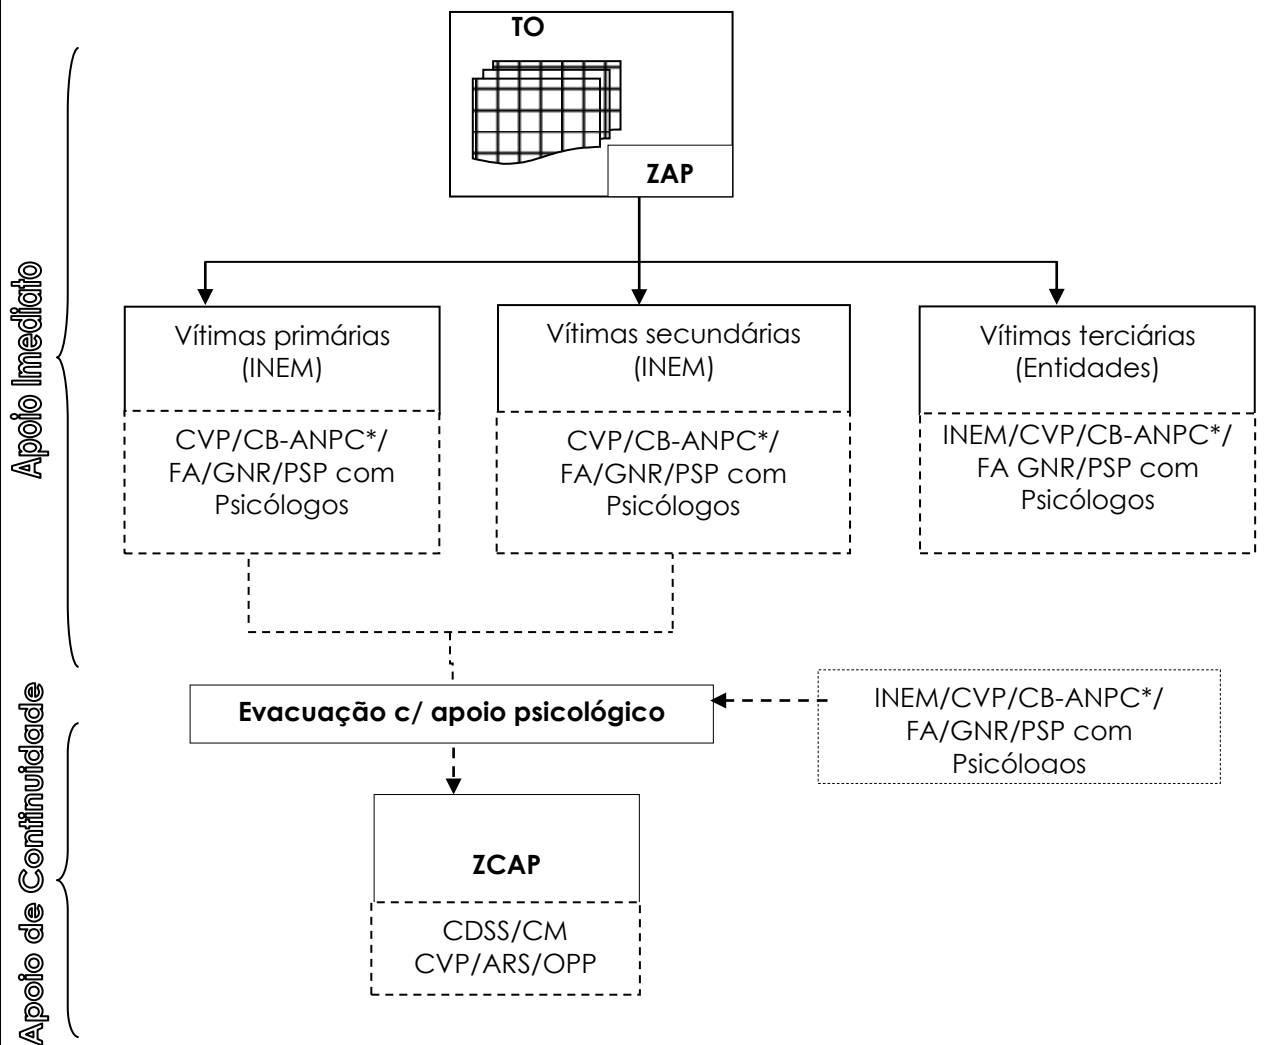 TO
ZAP
Apoio Imediato
Vítimas primárias
(INEM)
CVP/CB-ANPC*/
FA/GNR/PSP com
Psicólogos
Vítimas secundárias
(INEM)
CVP/CB-ANPC*/
FA/GNR/PSP com
Psicólogos
Vítimas terciárias
(Entidades)
INEM/CVP/CB-ANPC*/
FA GNR/PSP com
Psicólogos
Apoio de Continuidade
Evacuação c/ apoio psicológico
INEM/CVP/CB-ANPC*/
FA/GNR/PSP com
Psicólogos
ZCAP
CDSS/CM
CVP/ARS/OPP